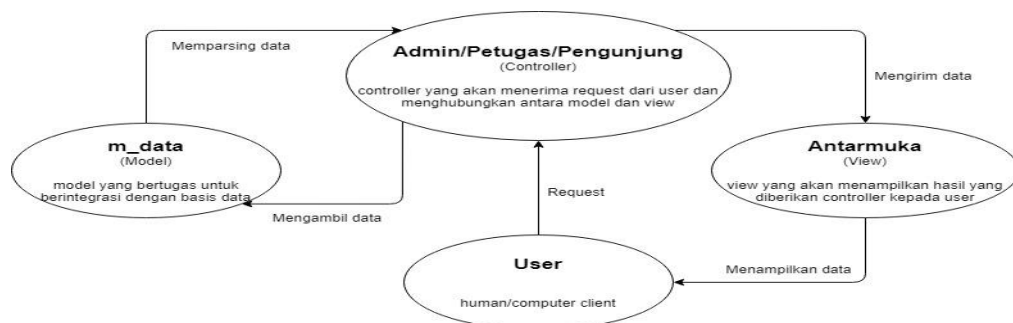 Memparsing data
Admin/Petugas/Pengunjung
(Controller)
controller yang akan menerima request dari user dan
menghubungkan antara model dan view
Mengirim data
m_data
(Model)
model yang bertugas untuk
berintegrasi dengan basis data
Mengambil data
Request
Antarmuka
(View)
view yang akan menampilkan hasil yang
diberikan controller kepada user
Menampilkan data
User
human/computer client